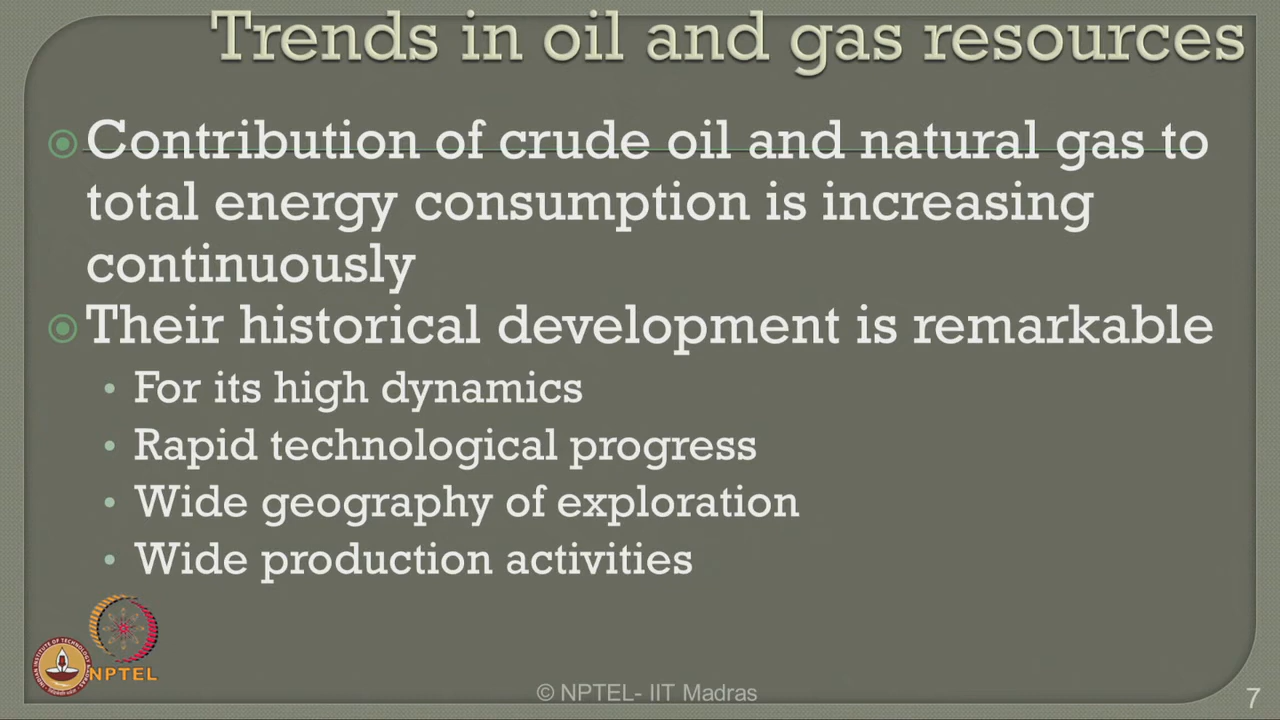 Trends in oil and gas resources
Contribution of crude oil and natural gas to
total energy consumption is increasing
continuously
Their historical development is remarkable
• For its high dynamics
• Rapid technological progress
• Wide geography of exploration
• Wide production activities
NPTEL
© NPTEL- IIT Madras
7